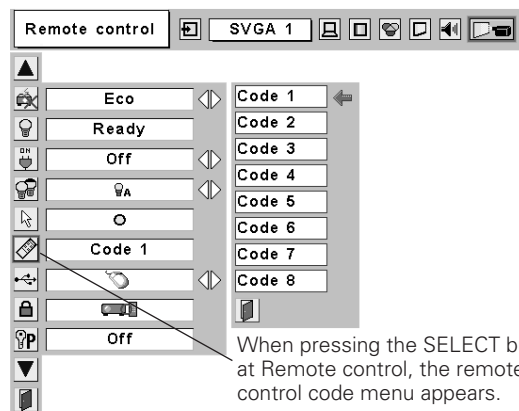 Remote control
SVGA 1
Eco
Ready
ON
Off
A
Code 1
P
Off
Code 1
Code 2
Code 3
Code 4
Code 5
Code 6
Code 7
Code 8
When pressing the SELECT b
at Remote control, the remote
control code menu appears.